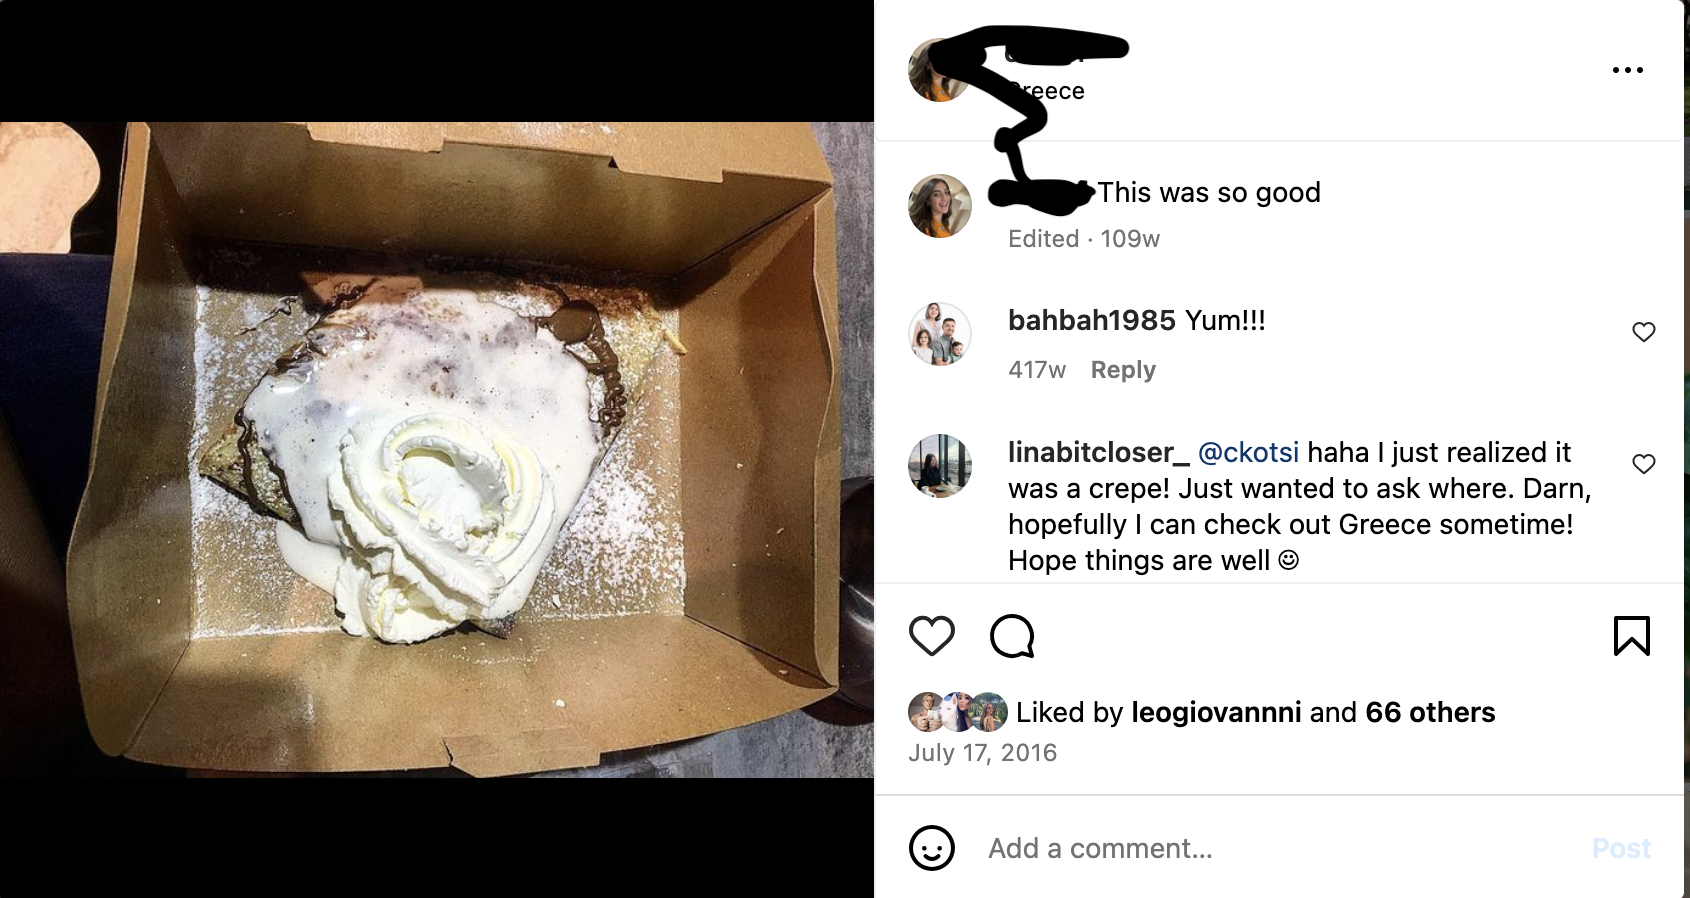 This was so good
Edited · 109w
bahbah1985 Yum!!!
417w Reply
linabitcloser_ @ckotsi haha I just realized it
was a crepe! Just wanted to ask where. Darn,
hopefully I can check out Greece sometime!
Hope things are well ☺
Liked by leogiovannni and 66 others
July 17, 2016
Add a comment...
Post